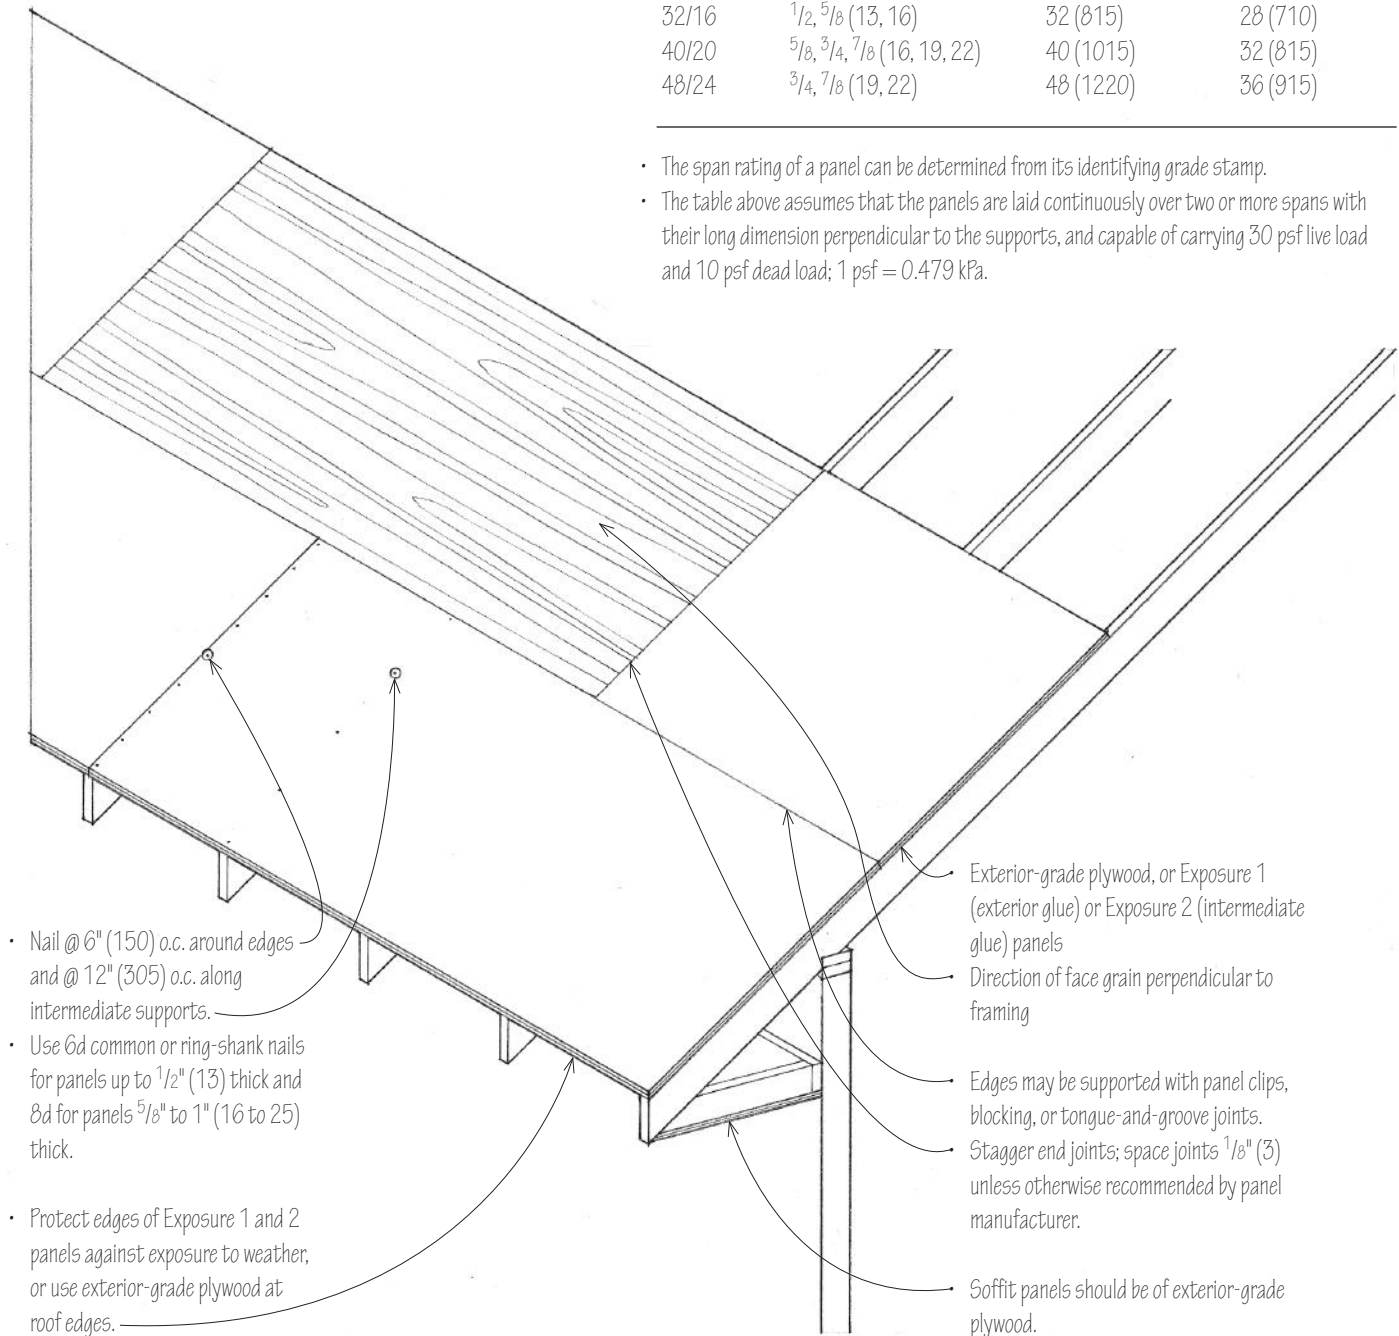 32/16 1/2, 5/8 (13, 16) 32 (815) 28 (710)
40/20 5/8, 3/4, 7/8 (16, 19, 22) 40 (1015) 32 (815)
48/24 3/4, 7/8 (19, 22) 48 (1220) 36 (915)
• The span rating of a panel can be determined from its identifying grade stamp.
• The table above assumes that the panels are laid continuously over two or more spans with
their long dimension perpendicular to the supports, and capable of carrying 30 psf live load
and 10 psf dead load; 1 psf = 0.479 kPa.
• Nail @ 6" (150) o.c. around edges
and @ 12" (305) o.c. along
intermediate supports.
• Use 6d common or ring-shank nails
for panels up to 1/2" (13) thick and
8d for panels 5/8" to 1" (16 to 25)
thick.
• Protect edges of Exposure 1 and 2
panels against exposure to weather,
or use exterior-grade plywood at
roof edges.
• Exterior-grade plywood, or Exposure 1
(exterior glue) or Exposure 2 (intermediate
glue) panels
• Direction of face grain perpendicular to
framing
• Edges may be supported with panel clips,
blocking, or tongue-and-groove joints.
• Stagger end joints; space joints 1/8" (3)
unless otherwise recommended by panel
manufacturer.
• Soffit panels should be of exterior-grade
plywood.